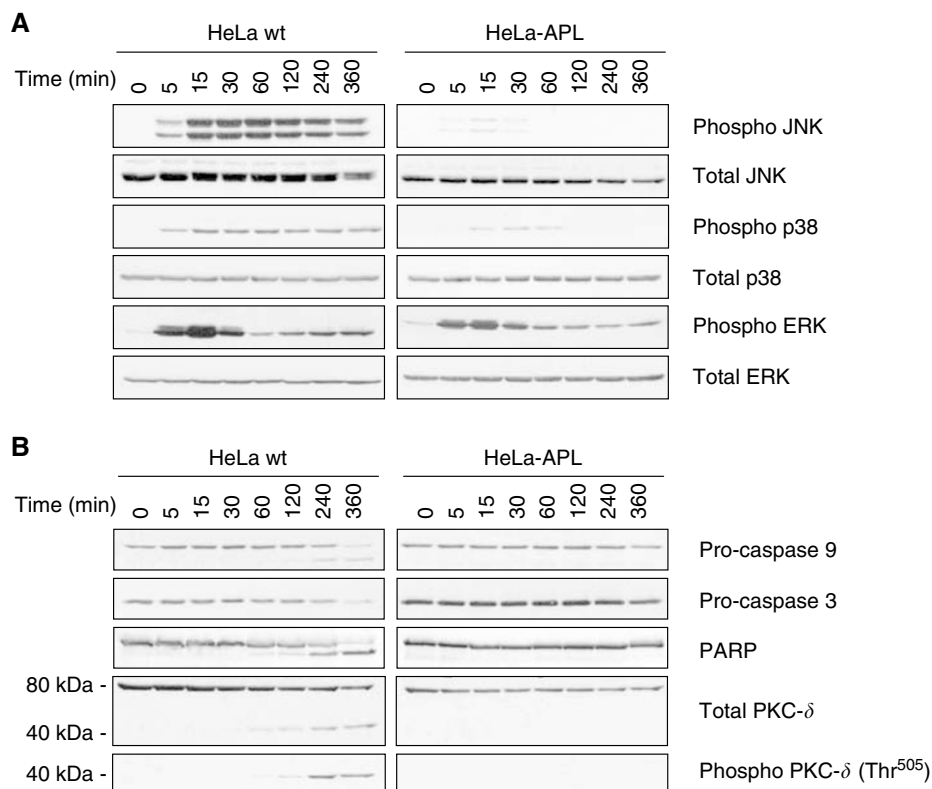 A
HeLa wt HeLa-APL
Time (min) 0 5 15 30 60 120 240 360 0 5 15 30 60 120 240 360
Phospho JNK
Total JNK
Phospho p38
Total p38
Phospho ERK
Total ERK
B
HeLa wt HeLa-APL
Time (min) 0 5 15 30 60 120 240 360 0 5 15 30 60 120 240 360
Pro-caspase 9
Pro-caspase 3
PARP
80 kDa -
Total PKC-δ
40 kDa -
40 kDa - Phospho PKC-δ (Thr⁵⁰⁵)